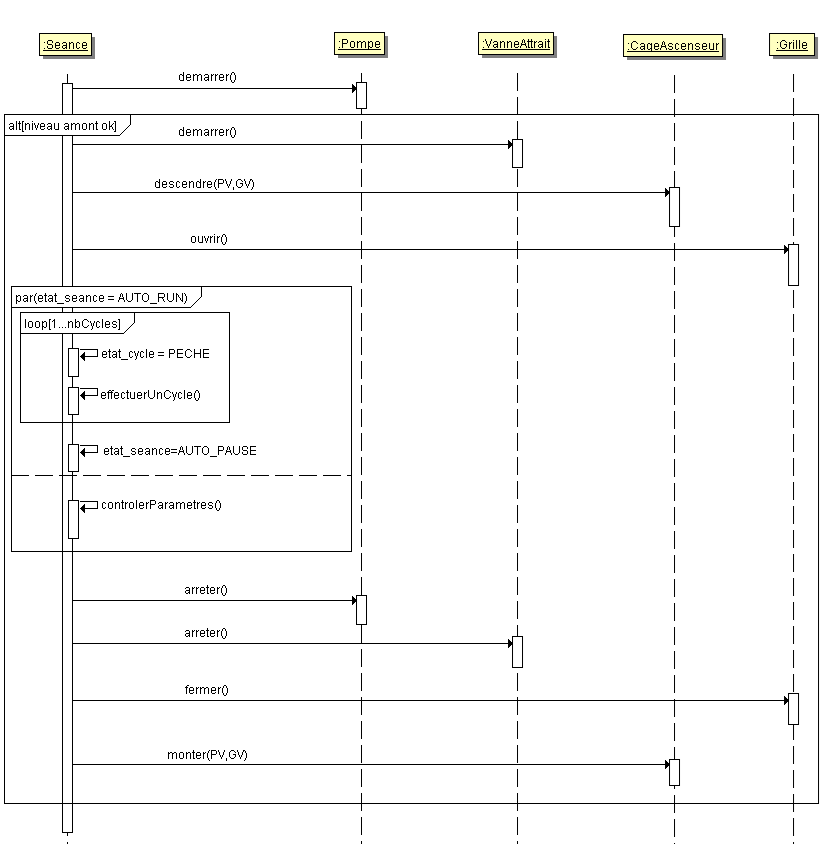 :Seance
:Pompe
:VanneAttrait
:CageAscenseur
:Grille
demarrer()
alt[niveau amont ok]
demarrer()
descendre(PV,GV)
ouvrir()
par(etat_seance = AUTO_RUN)
loop[1...nbCycles]
etat_cycle = PECHE
effectuerUnCycle()
etat_seance=AUTO_PAUSE
controlerParametres()
arreter()
arreter()
fermer()
monter(PV,GV)